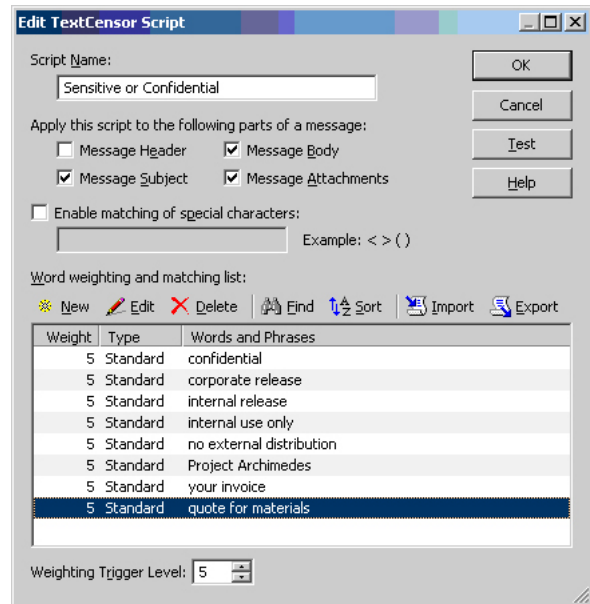 Edit TextCensor Script
Script Name:
OK
Sensitive or Confidential
Cancel
Apply this script to the following parts of a message:
Message Header Message Body
Test
Message Subject Message Attachments
Help
Enable matching of special characters:
Example: < > ( )
Word weighting and matching list:
New Edit Delete Find Sort Import Export
Weight Type Words and Phrases
5 Standard confidential
5 Standard corporate release
5 Standard internal release
5 Standard internal use only
5 Standard no external distribution
5 Standard Project Archimedes
5 Standard your invoice
5 Standard quote for materials
Weighting Trigger Level: 5